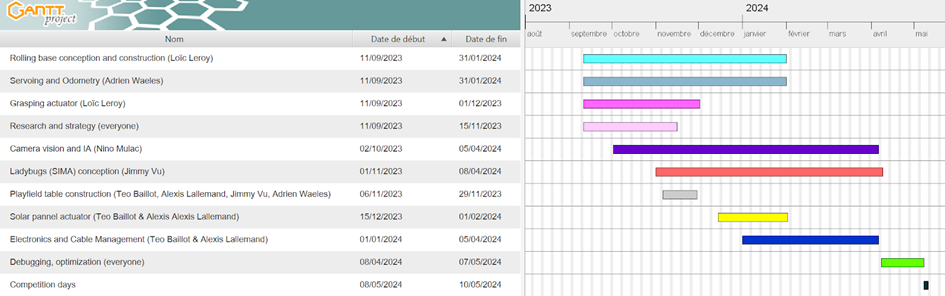 GANTT
project
2023
2024
août septembre octobre novembre décembre janvier février mars avril mai
Nom Date de début Date de fin
Rolling base conception and construction (Loïc Leroy) 11/09/2023 31/01/2024
Servoing and Odometry (Adrien Waeles) 11/09/2023 31/01/2024
Grasping actuator (Loïc Leroy) 11/09/2023 01/12/2023
Research and strategy (everyone) 11/09/2023 15/11/2023
Camera vision and IA (Nino Mulac) 02/10/2023 05/04/2024
Ladybugs (SIMA) conception (Jimmy Vu) 01/11/2023 08/04/2024
Playfield table construction (Teo Baillot, Alexis Lallemand, Jimmy Vu, Adrien Waeles) 06/11/2023 29/11/2023
Solar pannel actuator (Teo Baillot & Alexis Alexis Lallemand) 15/12/2023 01/02/2024
Electronics and Cable Management (Teo Baillot & Alexis Lallemand) 01/01/2024 05/04/2024
Debugging, optimization (everyone) 08/04/2024 07/05/2024
Competition days 08/05/2024 10/05/2024